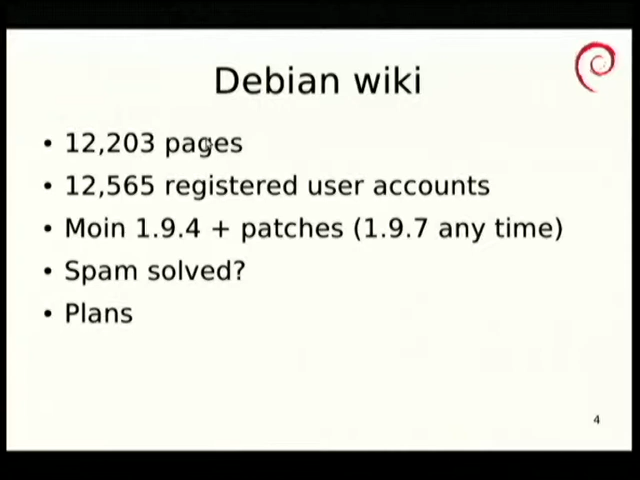 Debian wiki
• 12,203 pages
• 12,565 registered user accounts
• Moin 1.9.4 + patches (1.9.7 any time)
• Spam solved?
• Plans
4